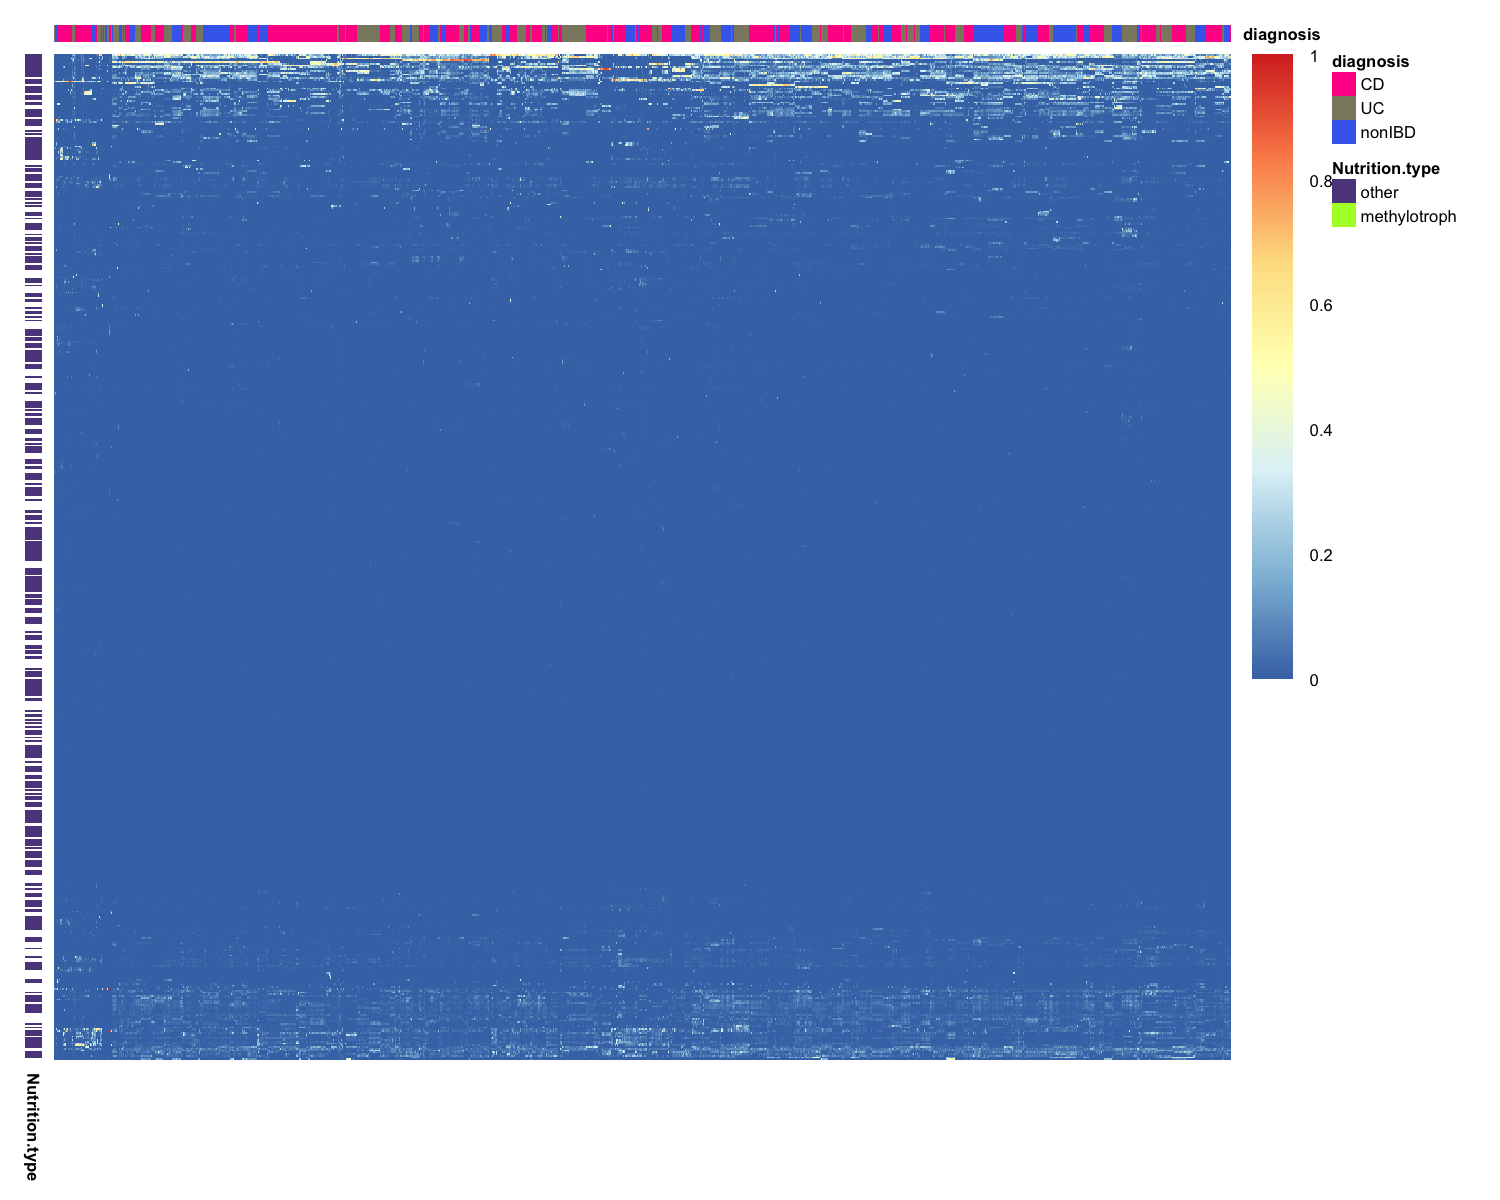 diagnosis
1
0.8
0.6
0.4
0.2
0
diagnosis
CD
UC
nonIBD
Nutrition.type
other
methylotroph
Nutrition.type